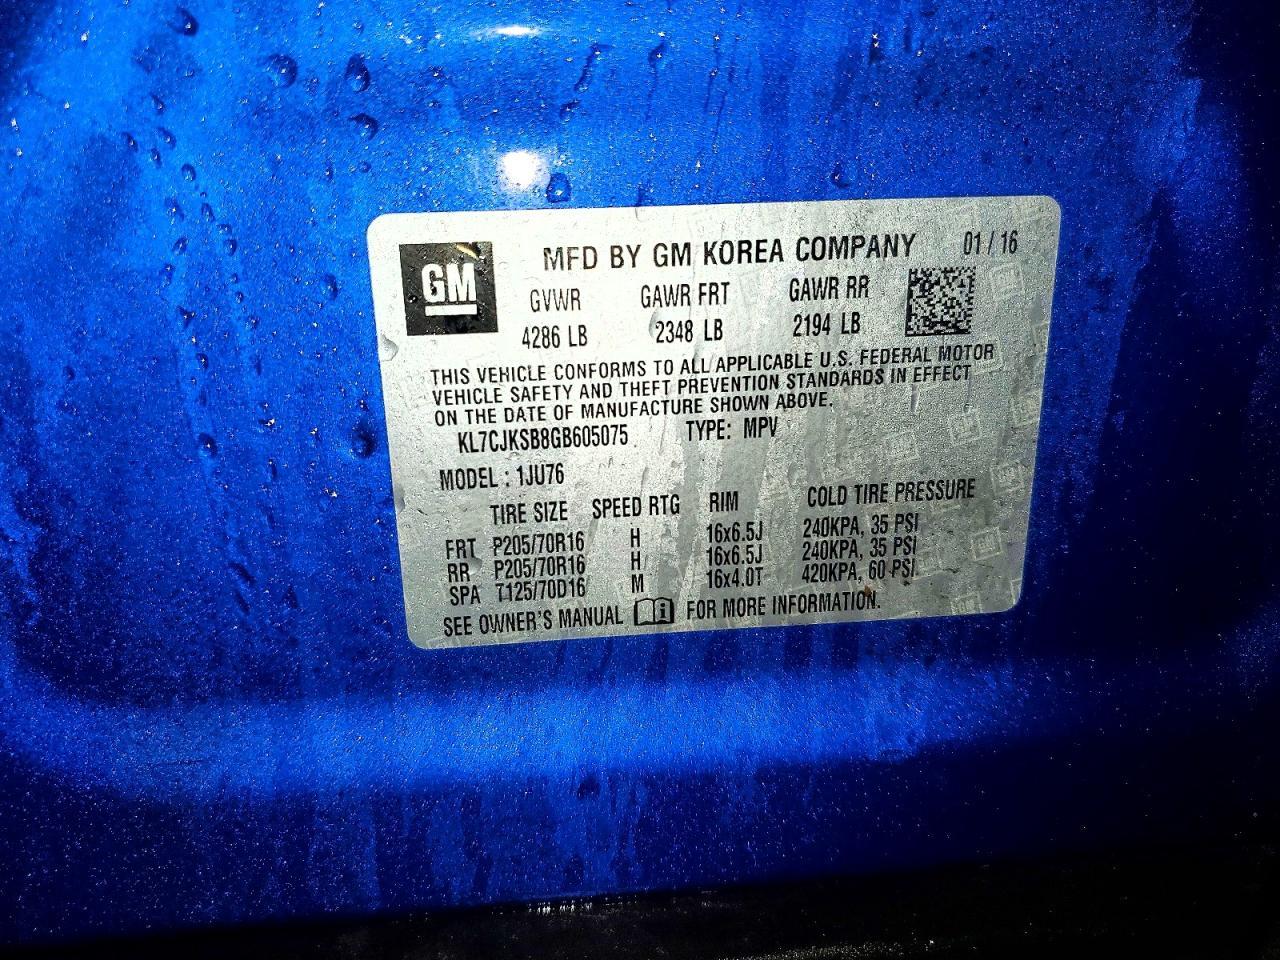 GM
MFD BY GM KOREA COMPANY 01 / 16
GVWR GAWR FRT GAWR RR
4286 LB 2348 LB 2194 LB
THIS VEHICLE CONFORMS TO ALL APPLICABLE U.S. FEDERAL MOTOR
VEHICLE SAFETY AND THEFT PREVENTION STANDARDS IN EFFECT
ON THE DATE OF MANUFACTURE SHOWN ABOVE.
KL7CJKSB8GB605075 TYPE: MPV
MODEL : 1JU76
TIRE SIZE SPEED RTG RIM COLD TIRE PRESSURE
FRT P205/70R16 H 16x6.5J 240KPA, 35 PSI
RR P205/70R16 H 16x6.5J 240KPA, 35 PSI
SPA T125/70D16 M 16x4.0T 420KPA, 60 PSI
SEE OWNER'S MANUAL FOR MORE INFORMATION.